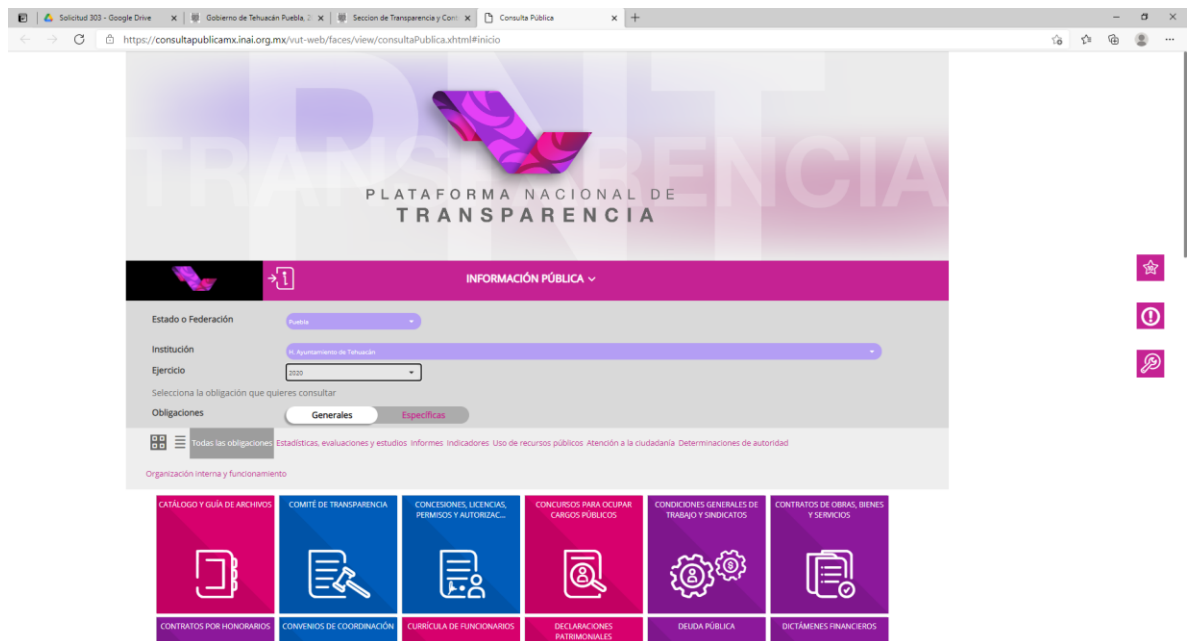 Solicitud 303 - Google Drive
Gobierno de Tehuacán Puebla, 2
Seccion de Transparencia y Cont
Consulta Pública
https://consultapublicamx.inai.org.mx/vut-web/faces/view/consultaPublica.xhtml#inicio
PNT
TRANSPARENCIA
PLATAFORMA NACIONAL DE
TRANSPARENCIA
INFORMACIÓN PÚBLICA
Estado o Federación
Puebla
Institución
H. Ayuntamiento de Tehuacán
Ejercicio
2020
Selecciona la obligación que quieres consultar
Obligaciones
Generales
Específicas
Todas las obligaciones Estadísticas, evaluaciones y estudios Informes Indicadores Uso de recursos públicos Atención a la ciudadanía Determinaciones de autoridad
Organización interna y funcionamiento
CATÁLOGO Y GUÍA DE ARCHIVOS
COMITÉ DE TRANSPARENCIA
CONCESIONES, LICENCIAS,
PERMISOS Y AUTORIZAC...
CONCURSOS PARA OCUPAR
CARGOS PÚBLICOS
CONDICIONES GENERALES DE
TRABAJO Y SINDICATOS
CONTRATOS DE OBRAS, BIENES
Y SERVICIOS
CONTRATOS POR HONORARIOS
CONVENIOS DE COORDINACIÓN
CURRÍCULA DE FUNCIONARIOS
DECLARACIONES
PATRIMONIALES
DEUDA PÚBLICA
DICTÁMENES FINANCIEROS